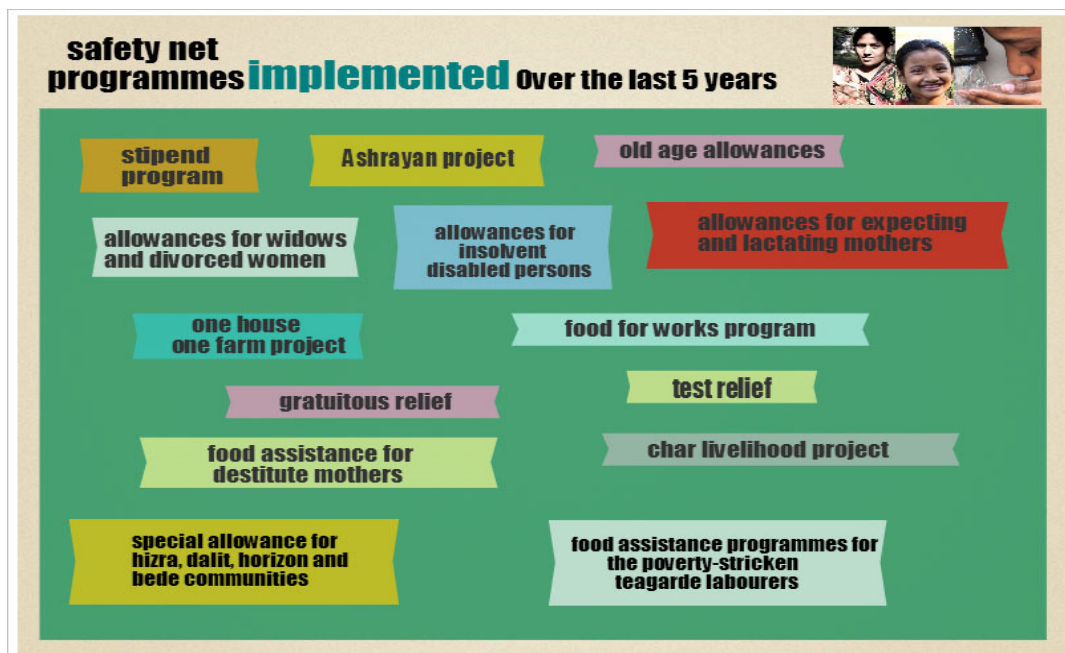 safety net
programmes implemented Over the last 5 years
stipend
program
Ashrayan project
old age allowances
allowances for widows
and divorced women
allowances for
insolvent
disabled persons
allowances for expecting
and lactating mothers
one house
one farm project
food for works program
gratuitous relief
test relief
food assistance for
destitute mothers
char livelihood project
special allowance for
hizra, dalit, horizon and
bede communities
food assistance programmes for
the poverty-stricken
teagarde labourers